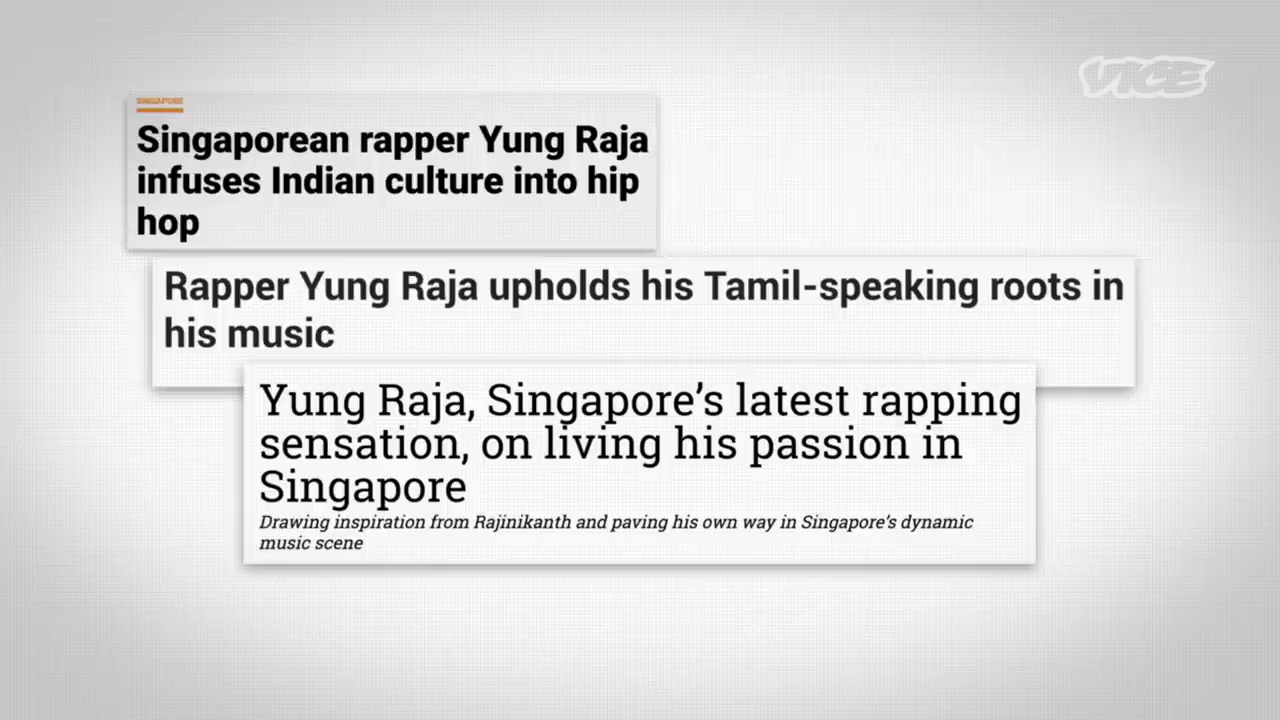 VICE
SINGAPORE
Singaporean rapper Yung Raja
infuses Indian culture into hip
hop
Rapper Yung Raja upholds his Tamil-speaking roots in
his music
Yung Raja, Singapore’s latest rapping
sensation, on living his passion in
Singapore
Drawing inspiration from Rajinikanth and paving his own way in Singapore’s dynamic
music scene